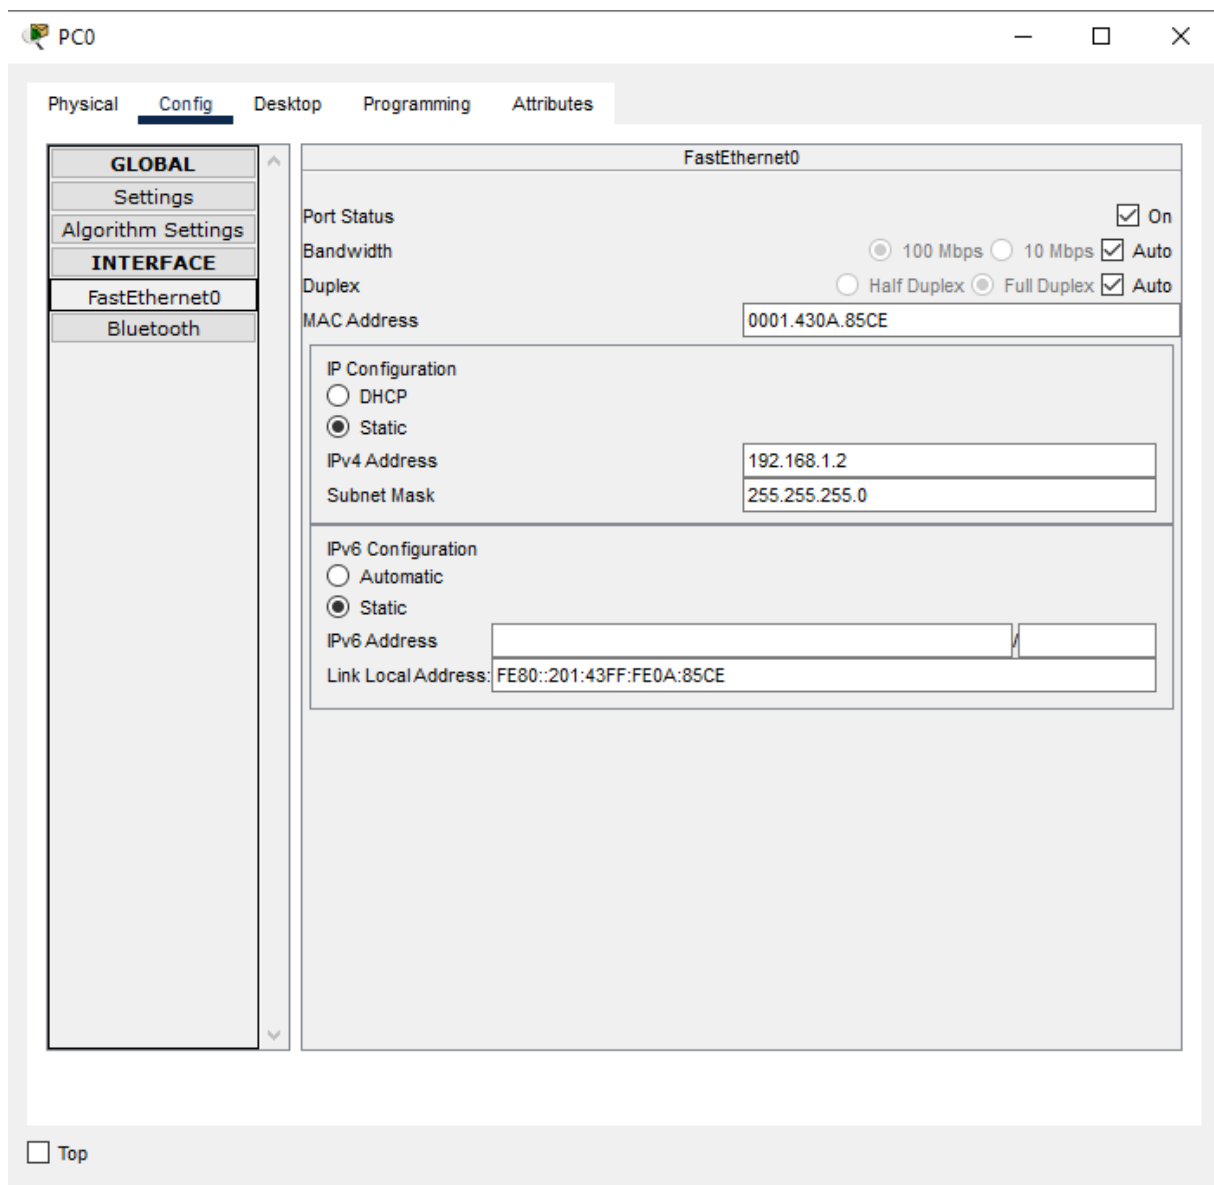 PC0
Physical Config Desktop Programming Attributes
GLOBAL
Settings
Algorithm Settings
INTERFACE
FastEthernet0
Bluetooth
FastEthernet0
Port Status On
Bandwidth 100 Mbps 10 Mbps Auto
Duplex Half Duplex Full Duplex Auto
MAC Address 0001.430A.85CE
IP Configuration
DHCP
Static
IPv4 Address 192.168.1.2
Subnet Mask 255.255.255.0
IPv6 Configuration
Automatic
Static
IPv6 Address /
Link Local Address: FE80::201:43FF:FE0A:85CE
Top